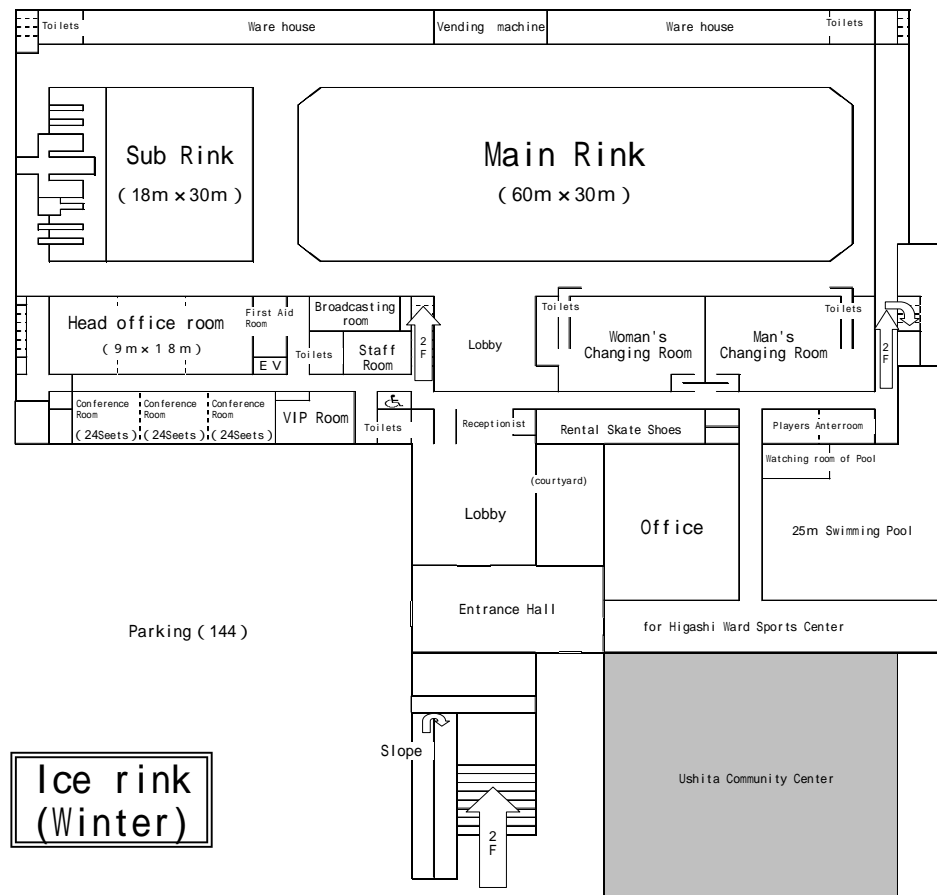 Toilets
Ware house
Vending machine
Ware house
Toilets
Sub Rink
(18m×30m)
Main Rink
(60m×30m)
Head office room
(9m×18m)
First Aid
Room
EV
Toilets
Broadcasting
room
Staff
Room
2
F
Lobby
Toilets
Woman's
Changing Room
Man's
Changing Room
Toilets
2
F
Conference
Room
(24Seets)
Conference
Room
(24Seets)
Conference
Room
(24Seets)
VIP Room
Toilets
Receptionist
Rental Skate Shoes
Players Anterroom
Watching room of Pool
(courtyard)
Lobby
Office
25m Swimming Pool
Entrance Hall
for Higashi Ward Sports Center
Parking(144)
Slope
2
F
Ushita Community Center
Ice rink
(Winter)